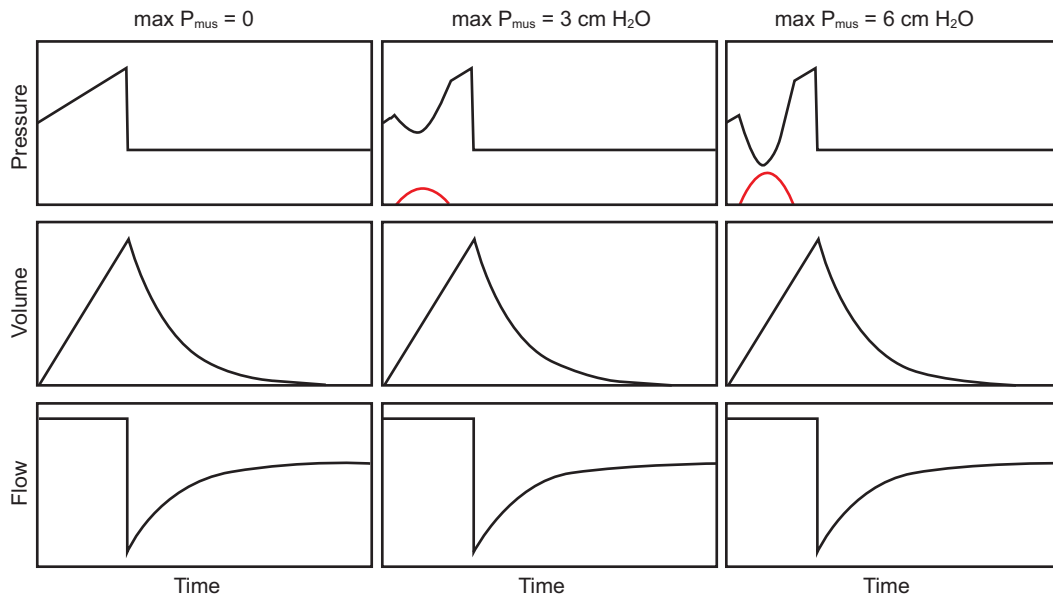 max Pmus = 0
max Pmus = 3 cm H2O
max Pmus = 6 cm H2O
Pressure
Volume
Flow
Time
Time
Time